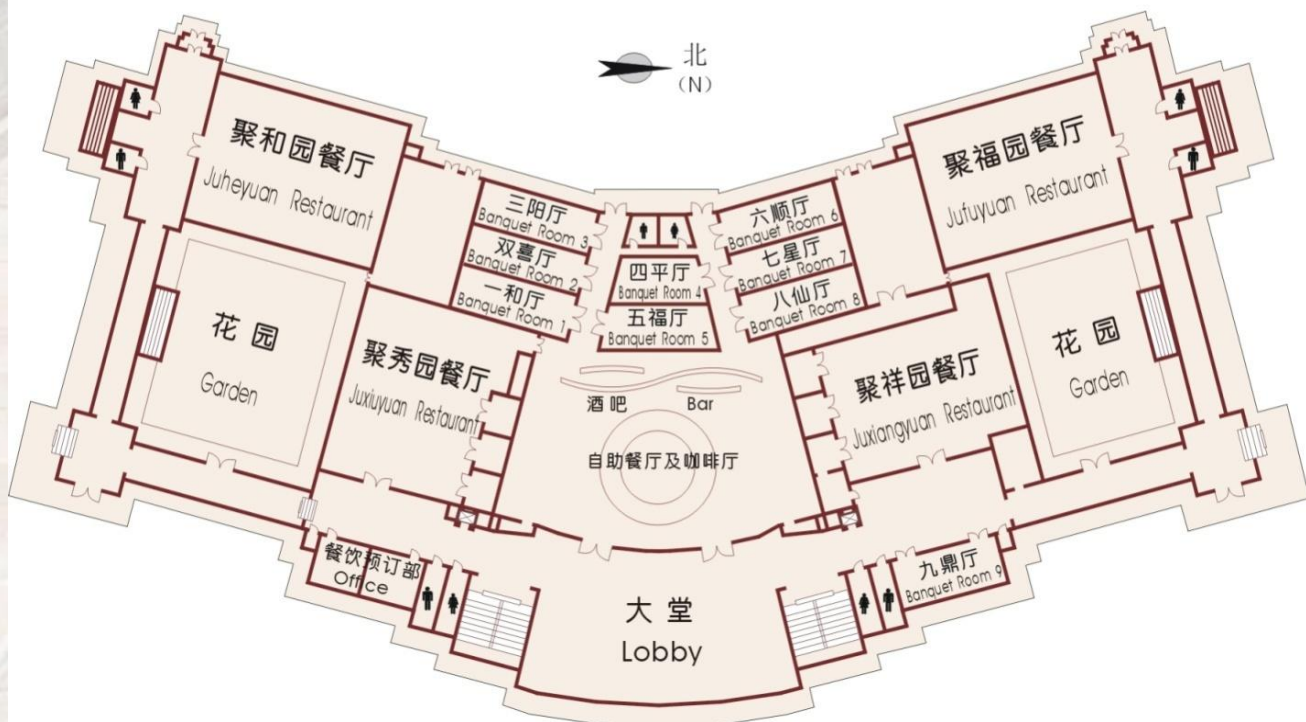 北
(N)
聚和园餐厅
Juheyuan Restaurant
聚福园餐厅
Jufuyuan Restaurant
三阳厅
Banquet Room 3
双喜厅
Banquet Room 2
一和厅
Banquet Room 1
四平厅
Banquet Room 4
五福厅
Banquet Room 5
六顺厅
Banquet Room 6
七星厅
Banquet Room 7
八仙厅
Banquet Room 8
花园
Garden
聚秀园餐厅
Juxiuyuan Restaurant
酒吧 Bar
自助餐厅及咖啡厅
聚祥园餐厅
Juxiangyuan Restaurant
花园
Garden
餐饮预订部
Office
大堂
Lobby
九鼎厅
Banquet Room 9